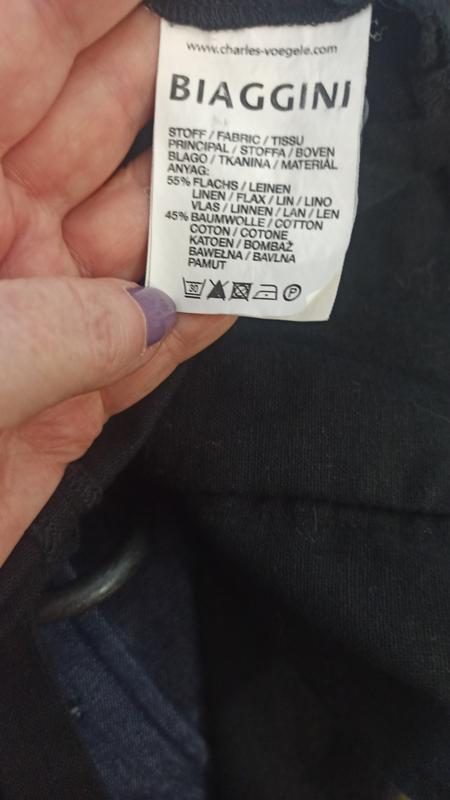 www.charles-voegele.com
BIAGGINI
STOFF / FABRIC / TISSU
PRINCIPAL / STOFFA / BOVEN
BLAGO / TKANINA / MATERIÁL
ANYAG:
55% FLACHS / LEINEN
LINEN / FLAX / LIN / LINO
VLAS / LINNEN / LAN / LEN
45% BAUMWOLLE / COTTON
COTON / COTONE
KATOEN / BOMBAŽ
BAWEŁNA / BAVLNA
PAMUT
30 P